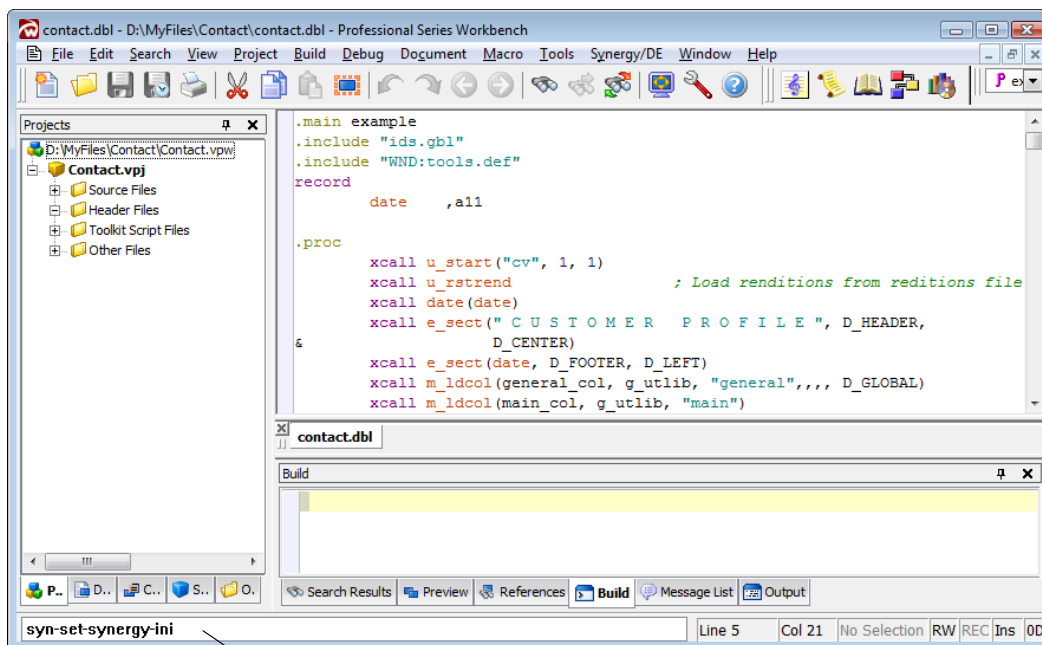 contact.dbl - D:\MyFiles\Contact\contact.dbl - Professional Series Workbench
File Edit Search View Project Build Debug Document Macro Tools Synergy/DE Window Help
Projects
D:\MyFiles\Contact\Contact.vpw
Contact.vpj
Source Files
Header Files
Toolkit Script Files
Other Files
P.. D.. C.. S.. O.
.main example
.include "ids.gbl"
.include "WND:tools.def"
record
date ,a11
.proc
xcall u_start("cv", 1, 1)
xcall u_rstrend ; Load renditions from reditions file
xcall date(date)
xcall e_sect(" C U S T O M E R P R O F I L E ", D_HEADER,
& D_CENTER)
xcall e_sect(date, D_FOOTER, D_LEFT)
xcall m_ldcol(general_col, g_utlib, "general",,,, D_GLOBAL)
xcall m_ldcol(main_col, g_utlib, "main")
contact.dbl
Build
Search Results Preview References Build Message List Output
syn-set-synergy-ini
Line 5 Col 21 No Selection RW REC Ins 0D